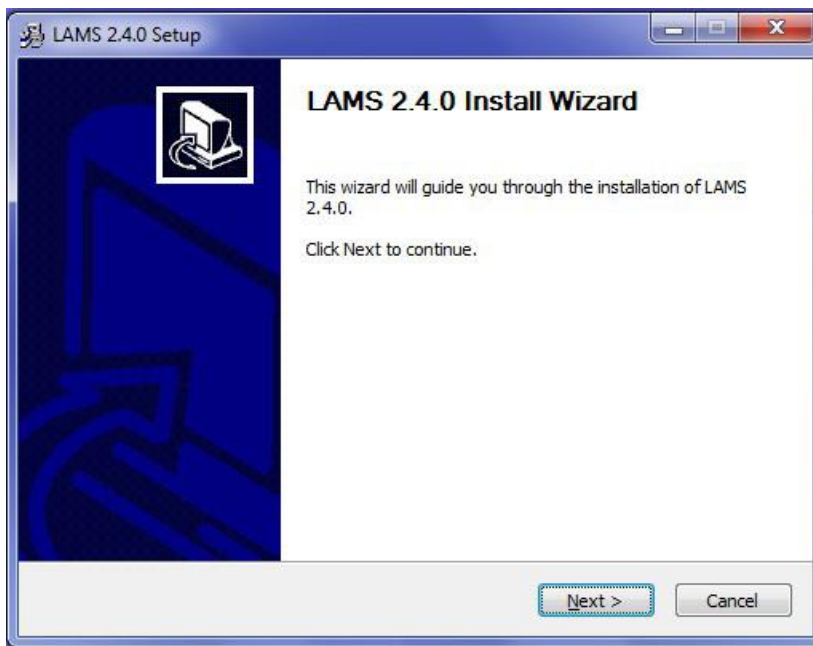 LAMS 2.4.0 Setup
LAMS 2.4.0 Install Wizard
This wizard will guide you through the installation of LAMS
2.4.0.
Click Next to continue.
Next >
Cancel